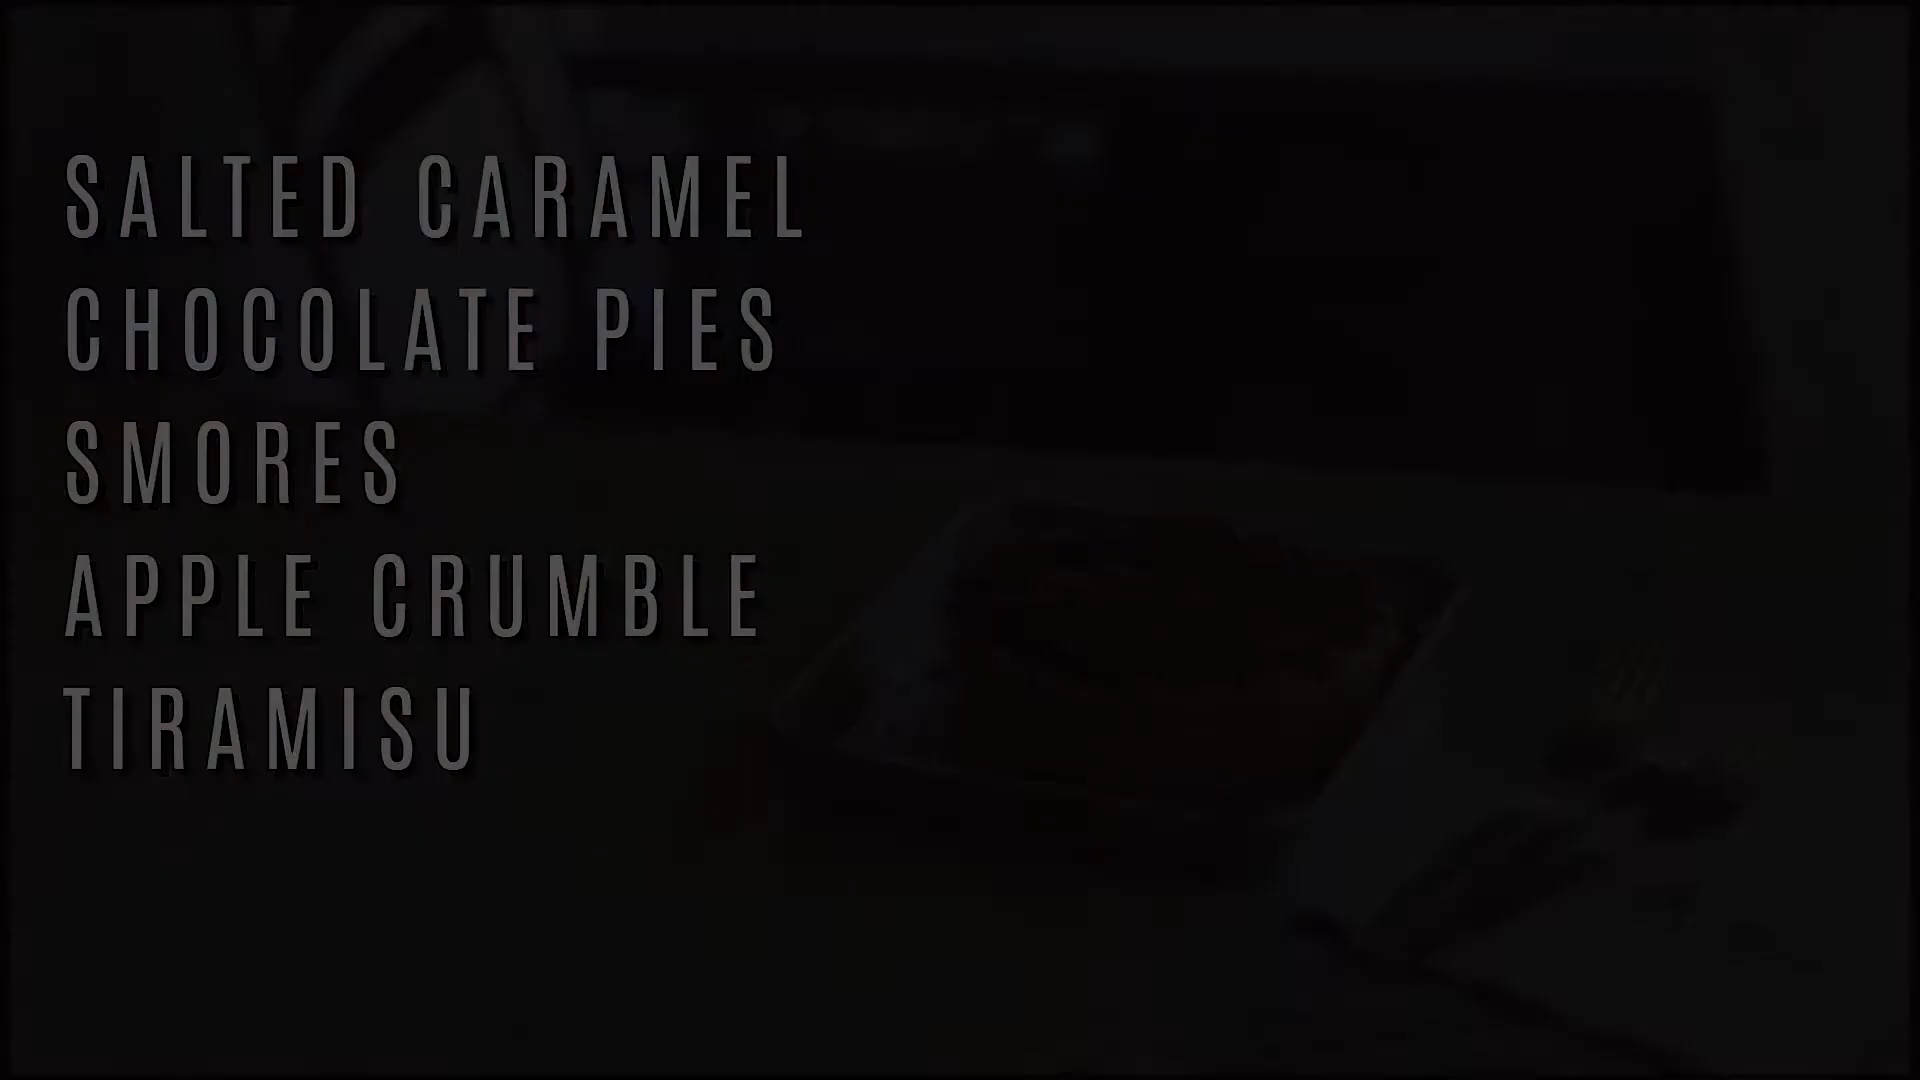 SALTED CARAMEL
CHOCOLATE PIES
SMORES
APPLE CRUMBLE
TIRAMISU